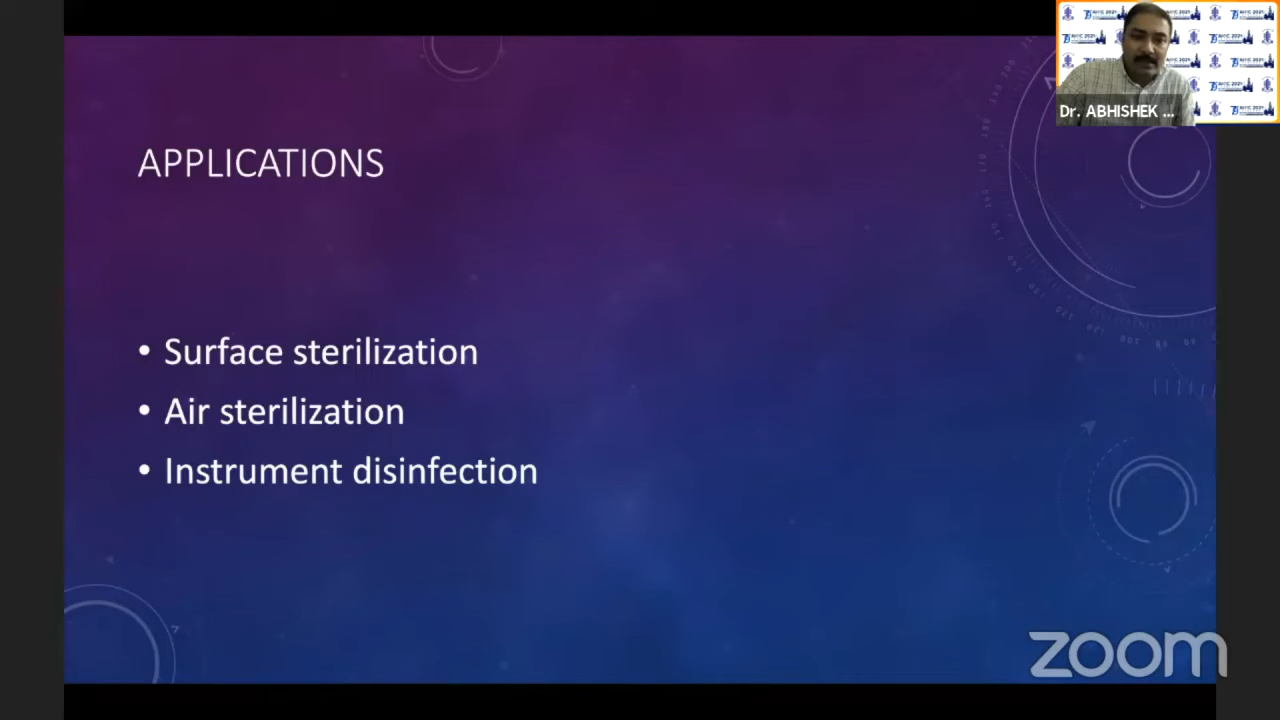 Dr. ABHISHEK ...
APPLICATIONS
• Surface sterilization
• Air sterilization
• Instrument disinfection
zoom